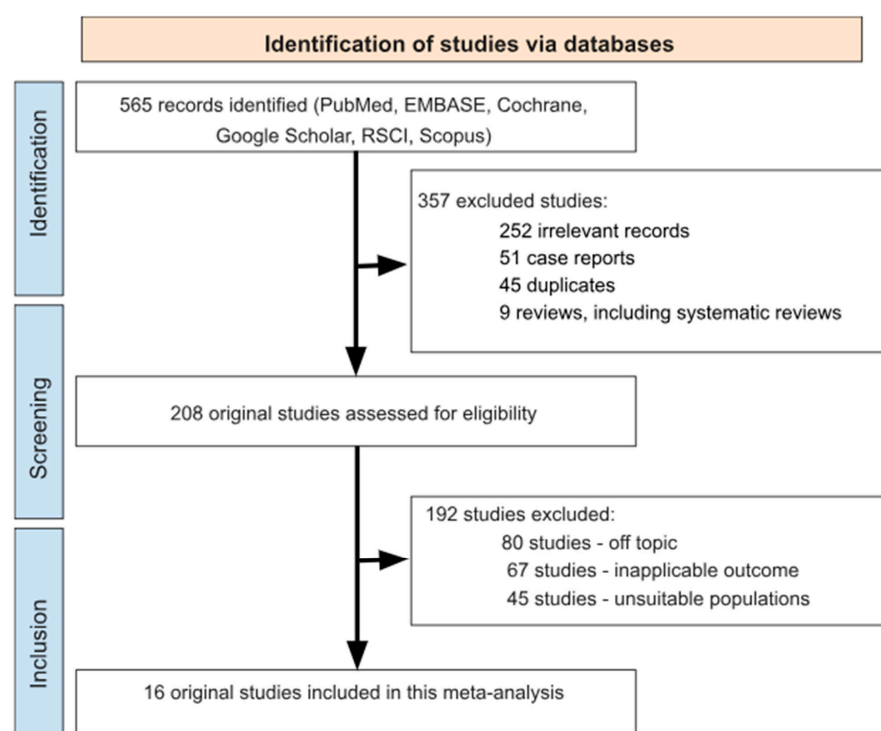 Identification of studies via databases
Identification
565 records identified (PubMed, EMBASE, Cochrane,
Google Scholar, RSCI, Scopus)
357 excluded studies:
252 irrelevant records
51 case reports
45 duplicates
9 reviews, including systematic reviews
Screening
208 original studies assessed for eligibility
192 studies excluded:
80 studies - off topic
67 studies - inapplicable outcome
45 studies - unsuitable populations
Inclusion
16 original studies included in this meta-analysis